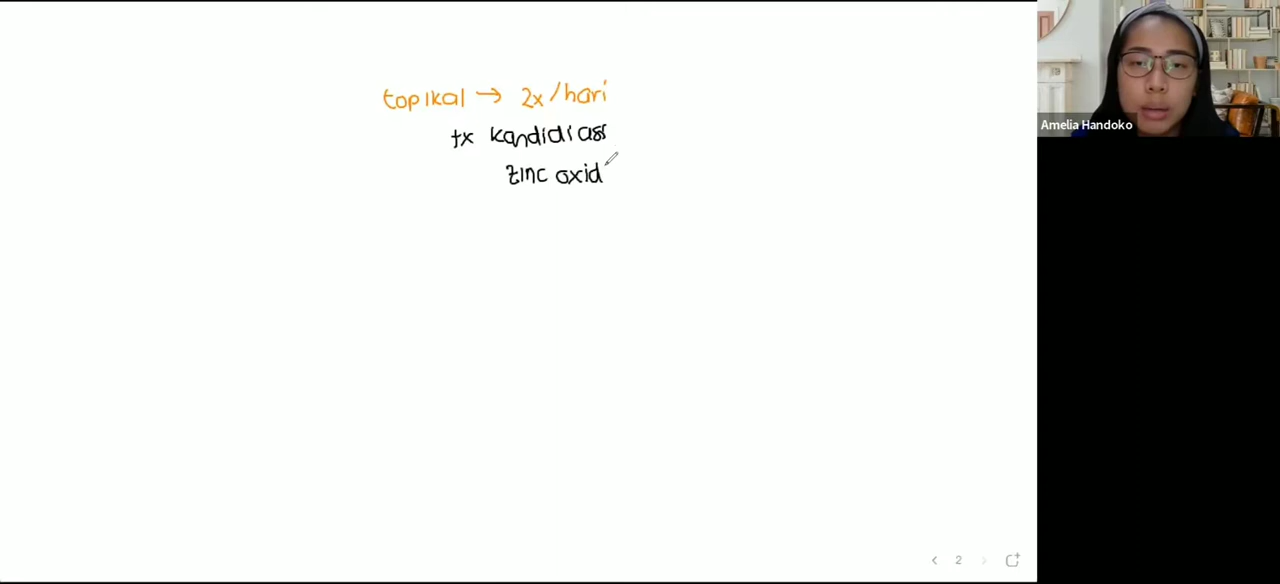 topikal → 2x/hari
tx kandidiasis
zinc oxid
Amelia Handoko
2